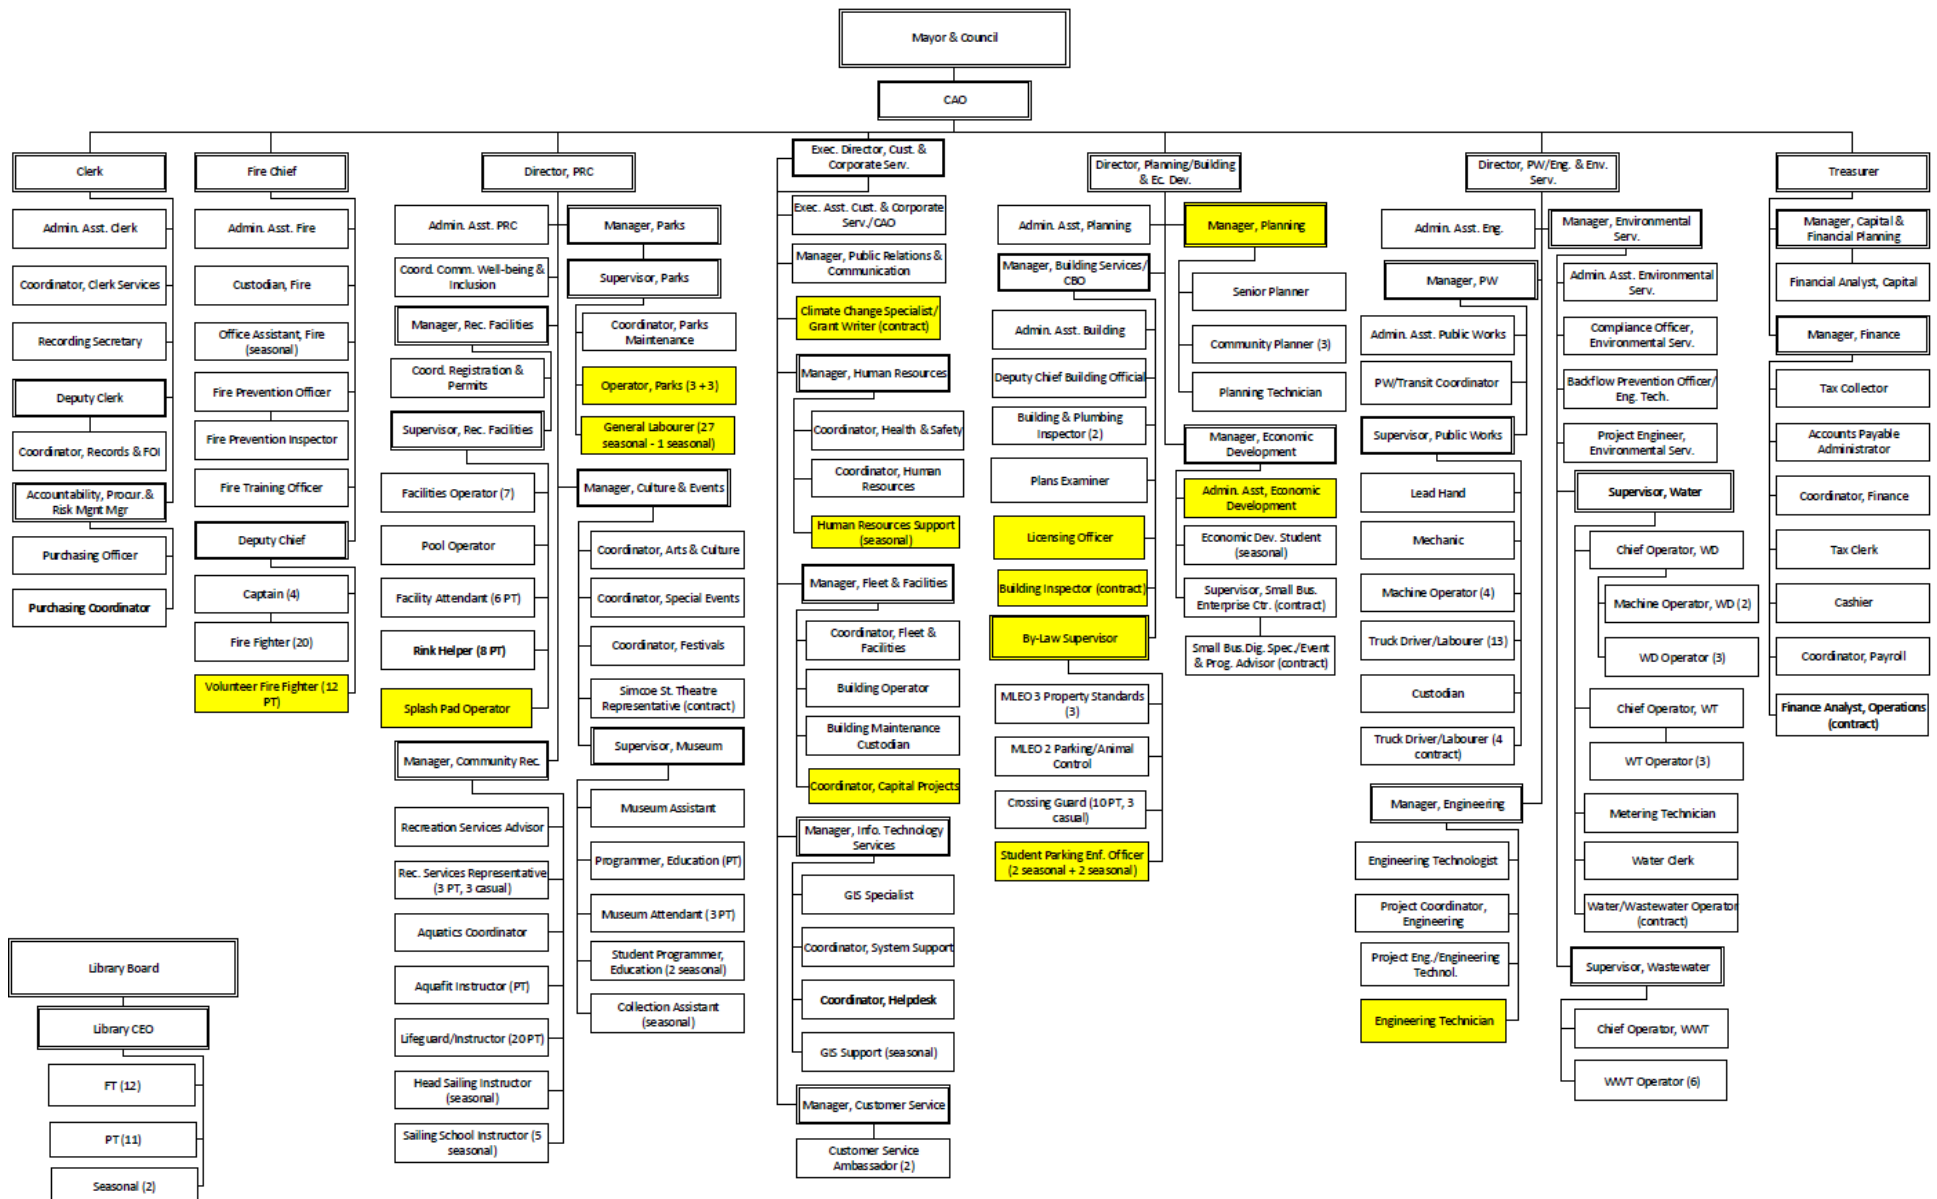 Mayor & Council
CAO
Clerk
Admin. Asst. Clerk
Coordinator, Clerk Services
Recording Secretary
Deputy Clerk
Coordinator, Records & FOI
Accountability, Procur. &
Risk Mgnt Mgr
Purchasing Officer
Purchasing Coordinator
Fire Chief
Admin. Asst. Fire
Custodian, Fire
Office Assistant, Fire
(seasonal)
Fire Prevention Officer
Fire Prevention Inspector
Fire Training Officer
Deputy Chief
Captain (4)
Fire Fighter (20)
Volunteer Fire Fighter (12
PT)
Director, PRC
Admin. Asst. PRC
Coord. Comm. Well-being &
Inclusion
Manager, Rec. Facilities
Coord. Registration &
Permits
Supervisor, Rec. Facilities
Facilities Operator (7)
Pool Operator
Facility Attendant (6 PT)
Rink Helper (8 PT)
Splash Pad Operator
Manager, Community Rec.
Recreation Services Advisor
Rec. Services Representative
(3 PT, 3 casual)
Aquatics Coordinator
Aquafit Instructor (PT)
Lifeguard/Instructor (20 PT)
Head Sailing Instructor
(seasonal)
Sailing School Instructor (5
seasonal)
Manager, Parks
Supervisor, Parks
Coordinator, Parks
Maintenance
Operator, Parks (3 + 3)
General Labourer (27
seasonal - 1 seasonal)
Manager, Culture & Events
Coordinator, Arts & Culture
Coordinator, Special Events
Coordinator, Festivals
Simcoe St. Theatre
Representative (contract)
Supervisor, Museum
Museum Assistant
Programmer, Education (PT)
Museum Attendant (3 PT)
Student Programmer,
Education (2 seasonal)
Collection Assistant
(seasonal)
Exec. Director, Cust. &
Corporate Serv.
Exec. Asst. Cust. & Corporate
Serv./CAO
Manager, Public Relations &
Communication
Climate Change Specialist/
Grant Writer (contract)
Manager, Human Resources
Coordinator, Health & Safety
Coordinator, Human
Resources
Human Resources Support
(seasonal)
Manager, Fleet & Facilities
Coordinator, Fleet &
Facilities
Building Operator
Building Maintenance
Custodian
Coordinator, Capital Projects
Manager, Info. Technology
Services
GIS Specialist
Coordinator, System Support
Coordinator, Helpdesk
GIS Support (seasonal)
Manager, Customer Service
Customer Service
Ambassador (2)
Director, Planning/Building
& Ec. Dev.
Admin. Asst, Planning
Manager, Building Services/
CBO
Admin. Asst. Building
Deputy Chief Building Official
Building & Plumbing
Inspector (2)
Plans Examiner
Licensing Officer
Building Inspector (contract)
By-Law Supervisor
MLEO 3 Property Standards
(3)
MLEO 2 Parking/Animal
Control
Crossing Guard (10 PT, 3
casual)
Student Parking Enf. Officer
(2 seasonal + 2 seasonal)
Manager, Planning
Senior Planner
Community Planner (3)
Planning Technician
Manager, Economic
Development
Admin. Asst, Economic
Development
Economic Dev. Student
(seasonal)
Supervisor, Small Bus.
Enterprise Ctr. (contract)
Small Bus.Dig. Spec./Event
& Prog. Advisor (contract)
Director, PW/Eng. & Env.
Serv.
Admin. Asst. Eng.
Manager, PW
Admin. Asst. Public Works
PW/Transit Coordinator
Supervisor, Public Works
Lead Hand
Mechanic
Machine Operator (4)
Truck Driver/Labourer (13)
Custodian
Truck Driver/Labourer (4
contract)
Manager, Engineering
Engineering Technologist
Project Coordinator,
Engineering
Project Eng./Engineering
Technol.
Engineering Technician
Manager, Environmental
Serv.
Admin. Asst. Environmental
Serv.
Compliance Officer,
Environmental Serv.
Backflow Prevention Officer/
Eng. Tech.
Project Engineer,
Environmental Serv.
Supervisor, Water
Chief Operator, WD
Machine Operator, WD (2)
WD Operator (3)
Chief Operator, WT
WT Operator (3)
Metering Technician
Water Clerk
Water/Wastewater Operator
(contract)
Supervisor, Wastewater
Chief Operator, WWT
WWT Operator (6)
Treasurer
Manager, Capital &
Financial Planning
Financial Analyst, Capital
Manager, Finance
Tax Collector
Accounts Payable
Administrator
Coordinator, Finance
Tax Clerk
Cashier
Coordinator, Payroll
Finance Analyst, Operations
(contract)
Library Board
Library CEO
FT (12)
PT (11)
Seasonal (2)